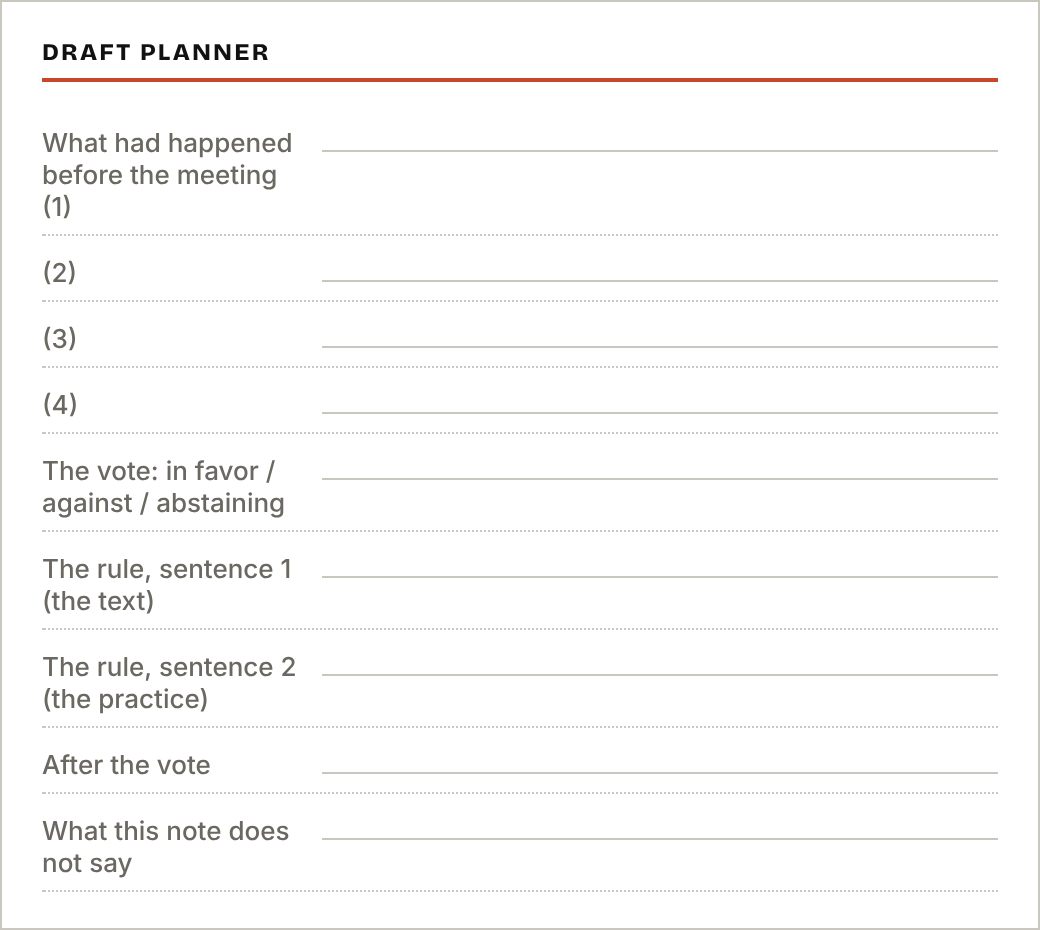 DRAFT PLANNER
What had happened
before the meeting
(1)
(2)
(3)
(4)
The vote: in favor /
against / abstaining
The rule, sentence 1
(the text)
The rule, sentence 2
(the practice)
After the vote
What this note does
not say